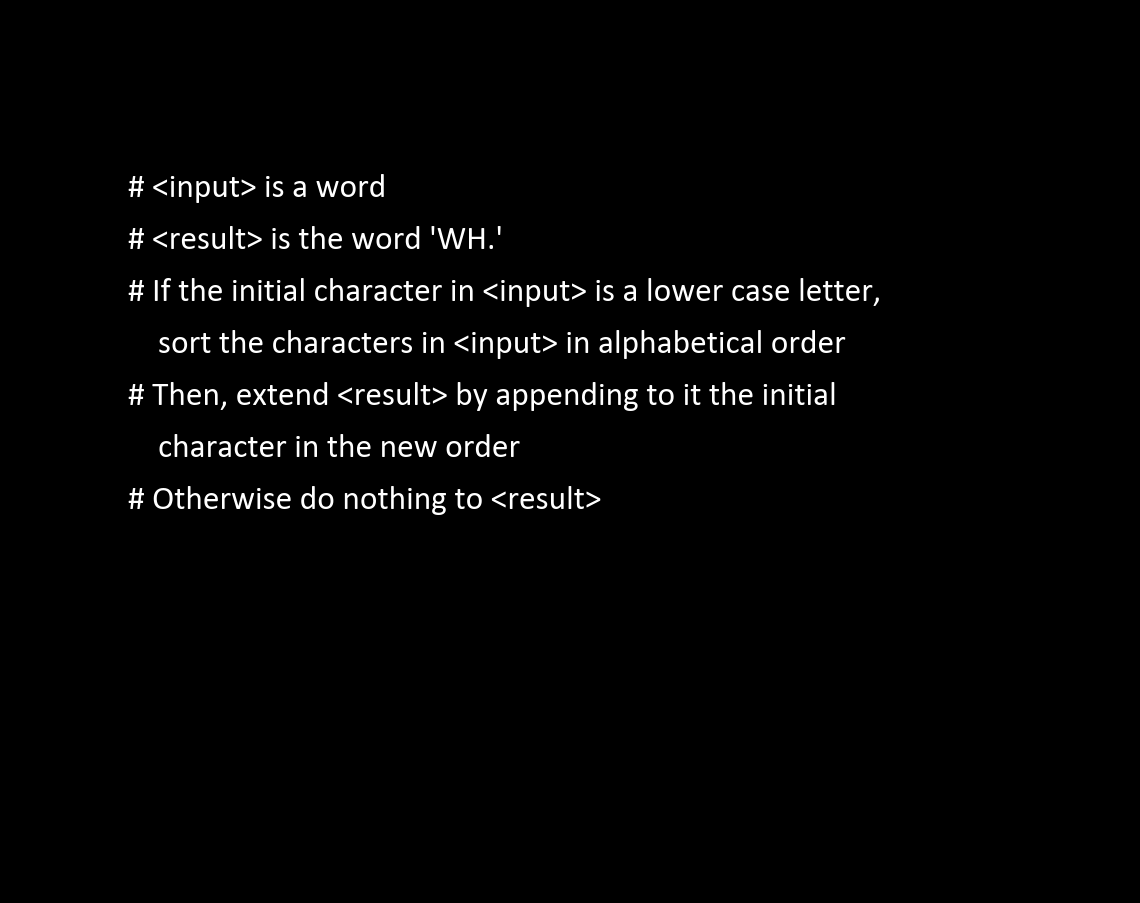 # <input> is a word
# <result> is the word 'WH.'
# If the initial character in <input> is a lower case letter,
sort the characters in <input> in alphabetical order
# Then, extend <result> by appending to it the initial
character in the new order
# Otherwise do nothing to <result>